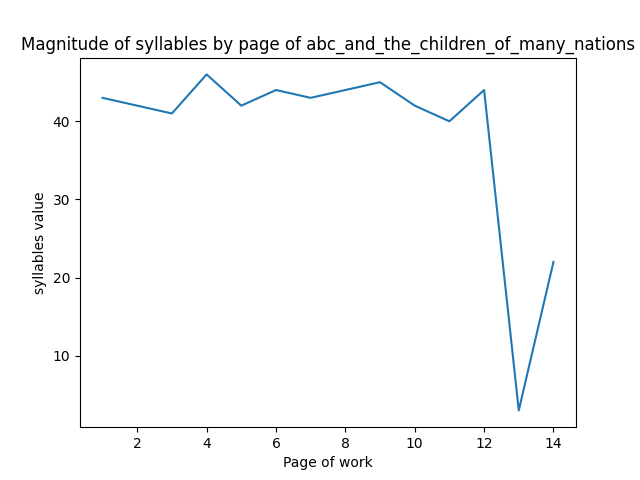 Magnitude of syllables by page of abc_and_the_children_of_many_nations
syllables value
40
30
20
10
2 4 6 8 10 12 14
Page of work